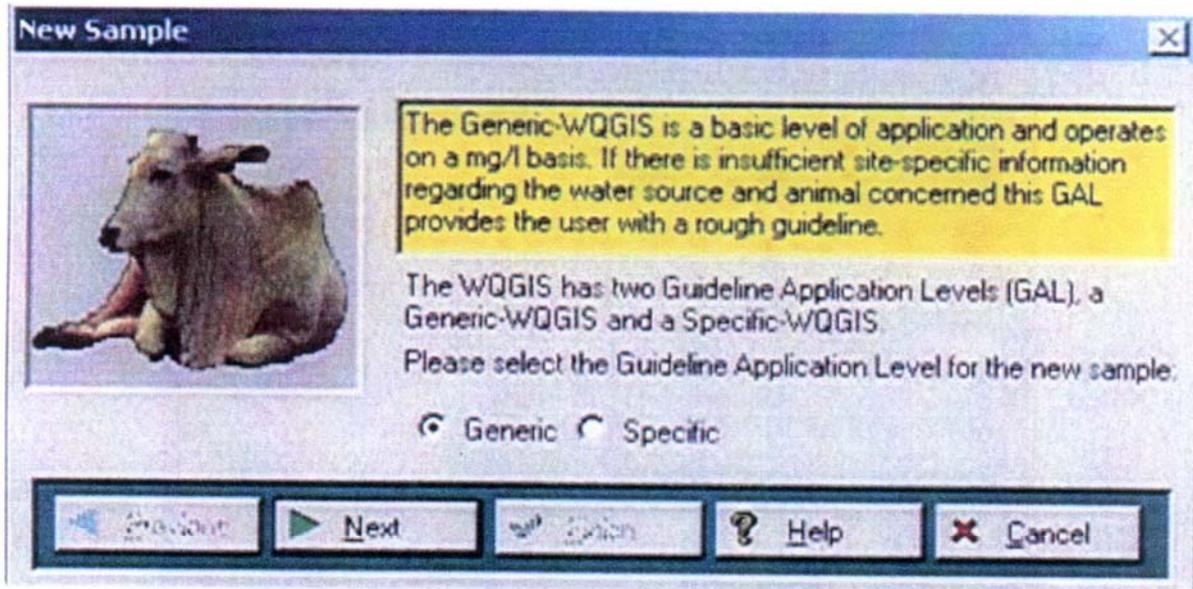 New Sample
The Generic-WQGIS is a basic level of application and operates
on a mg/l basis. If there is insufficient site-specific information
regarding the water source and animal concerned this GAL
provides the user with a rough guideline.
The WQGIS has two Guideline Application Levels (GAL), a
Generic-WQGIS and a Specific-WQGIS.
Please select the Guideline Application Level for the new sample:
Generic Specific
Next Help Cancel